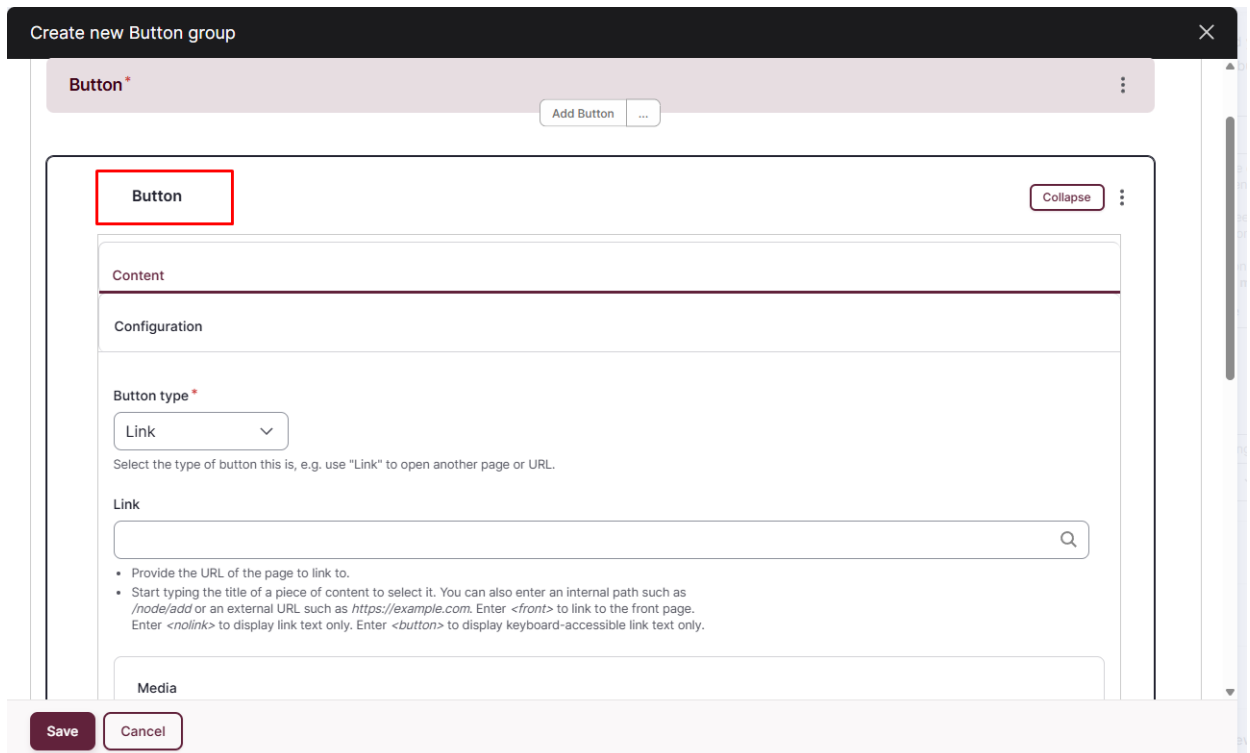 Create new Button group
Button*
Add Button ...
Button
Collapse
Content
Configuration
Button type*
Link
Select the type of button this is, e.g. use "Link" to open another page or URL.
Link
• Provide the URL of the page to link to.
• Start typing the title of a piece of content to select it. You can also enter an internal path such as
/node/add or an external URL such as https://example.com. Enter <front> to link to the front page.
Enter <nolink> to display link text only. Enter <button> to display keyboard-accessible link text only.
Media
Save Cancel